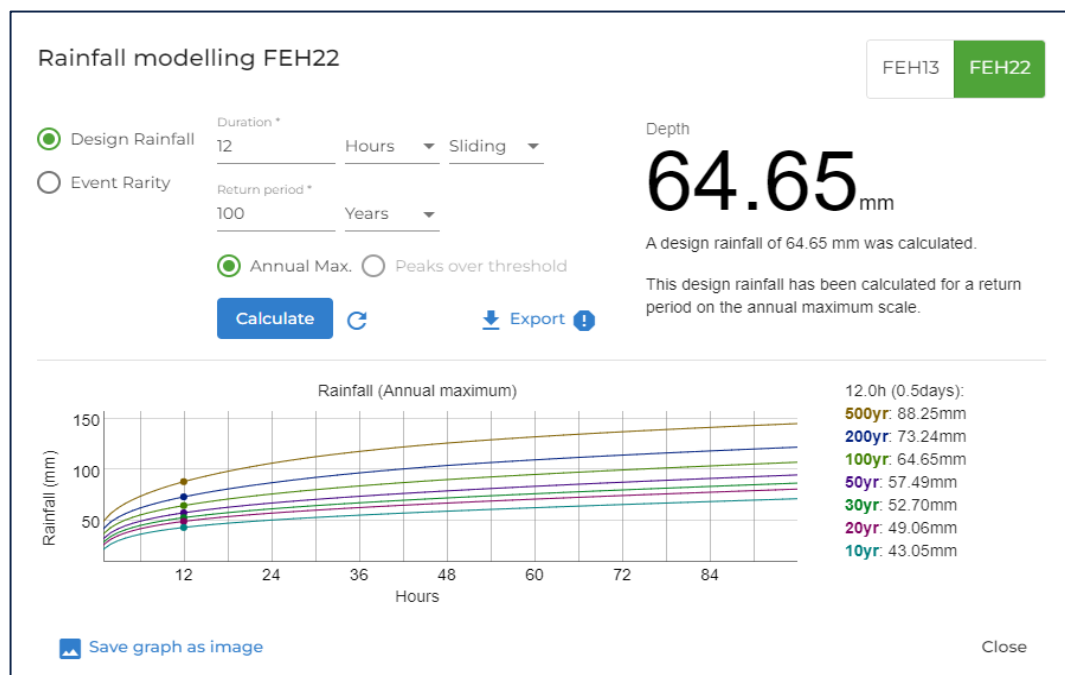 Rainfall modelling FEH22
FEH13 FEH22
Design Rainfall
Event Rarity
Duration *
12 Hours Sliding
Return period *
100 Years
Annual Max. Peaks over threshold
Calculate
Export
Depth
64.65 mm
A design rainfall of 64.65 mm was calculated.
This design rainfall has been calculated for a return
period on the annual maximum scale.
Rainfall (Annual maximum)
Rainfall (mm)
150
100
50
12 24 36 48 60 72 84
Hours
12.0h (0.5days):
500yr: 88.25mm
200yr: 73.24mm
100yr: 64.65mm
50yr: 57.49mm
30yr: 52.70mm
20yr: 49.06mm
10yr: 43.05mm
Save graph as image
Close